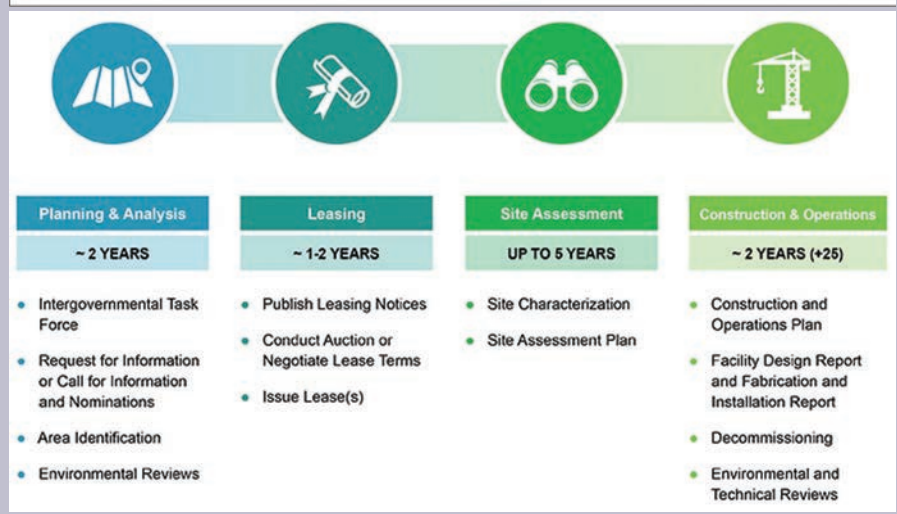 Planning & Analysis
~ 2 YEARS
Intergovernmental Task
Force
Request for Information
or Call for Information
and Nominations
Area Identification
Environmental Reviews
Leasing
~ 1-2 YEARS
Publish Leasing Notices
Conduct Auction or
Negotiate Lease Terms
Issue Lease(s)
Site Assessment
UP TO 5 YEARS
Site Characterization
Site Assessment Plan
Construction & Operations
~ 2 YEARS (+25)
Construction and
Operations Plan
Facility Design Report
and Fabrication and
Installation Report
Decommissioning
Environmental and
Technical Reviews